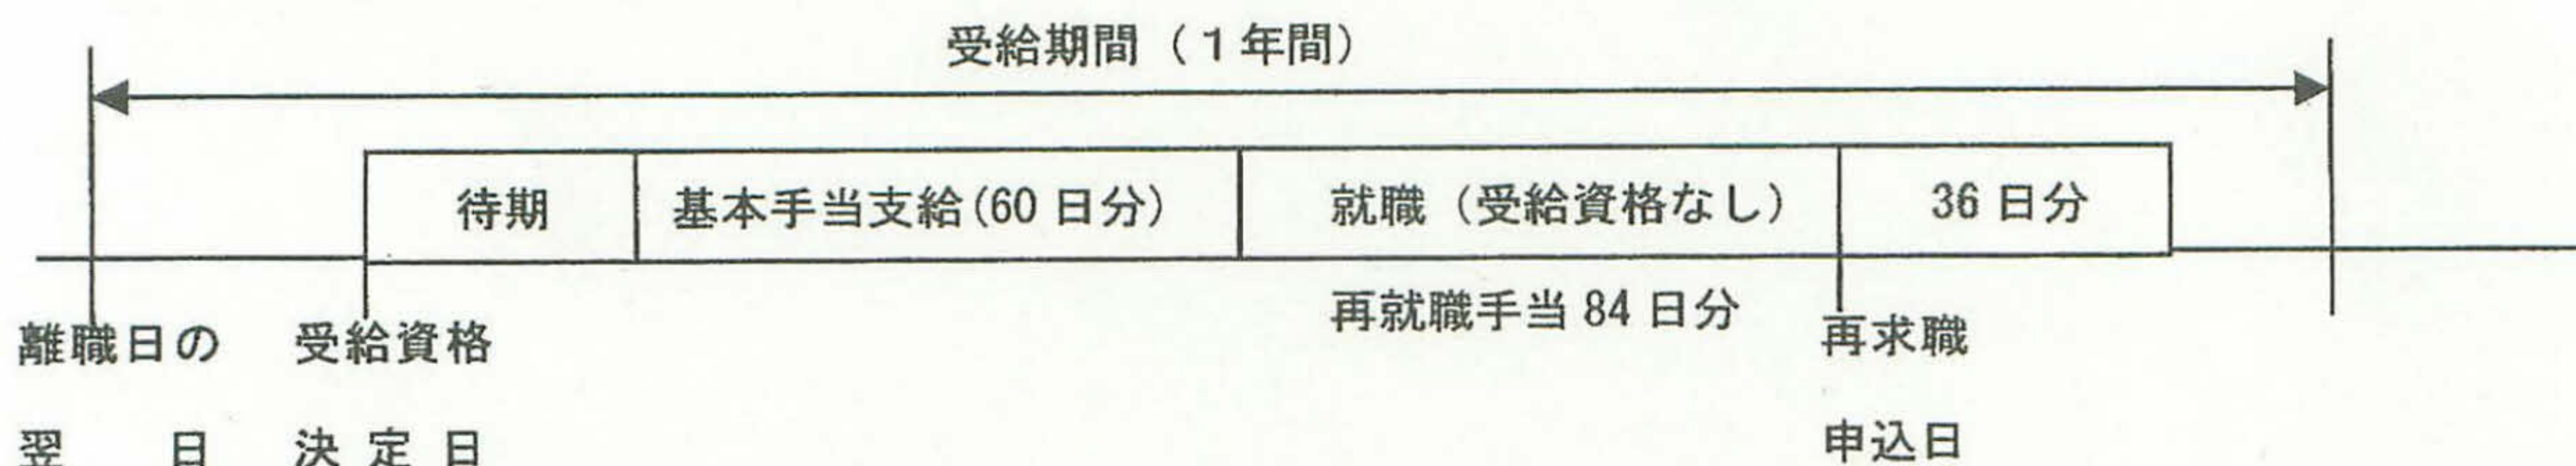 受給期間（１年間）
待期
基本手当支給(60 日分)
就職（受給資格なし）
36 日分
再就職手当 84 日分
離職日の
翌 日
受給資格
決 定 日
再求職
申込日